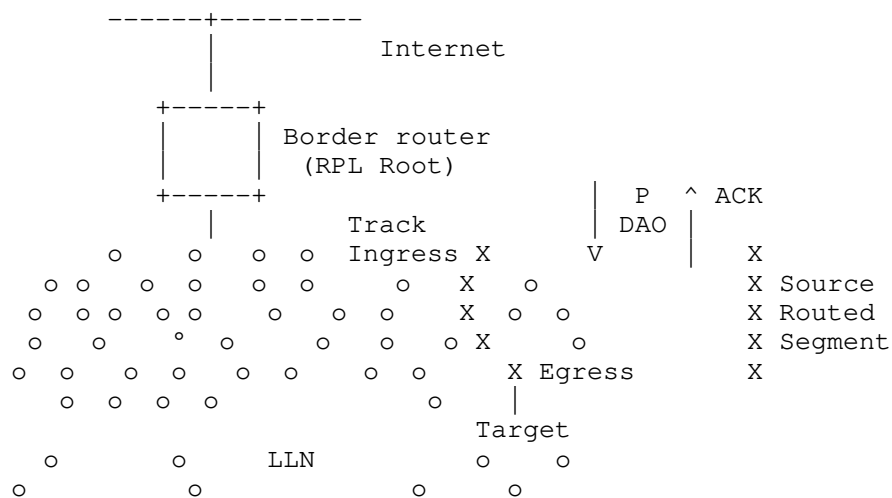 ------+---------
| Internet
|
+-----+
| | Border router
| | (RPL Root)
+-----+ | P ^ ACK
| Track | DAO |
o o o o Ingress X V | X
o o o o o o o X o X Source
o o o o o o o o X o o X Routed
o o ° o o o o X o X Segment
o o o o o o o o X Egress X
o o o o o |
Target
o o LLN o o
o o o o